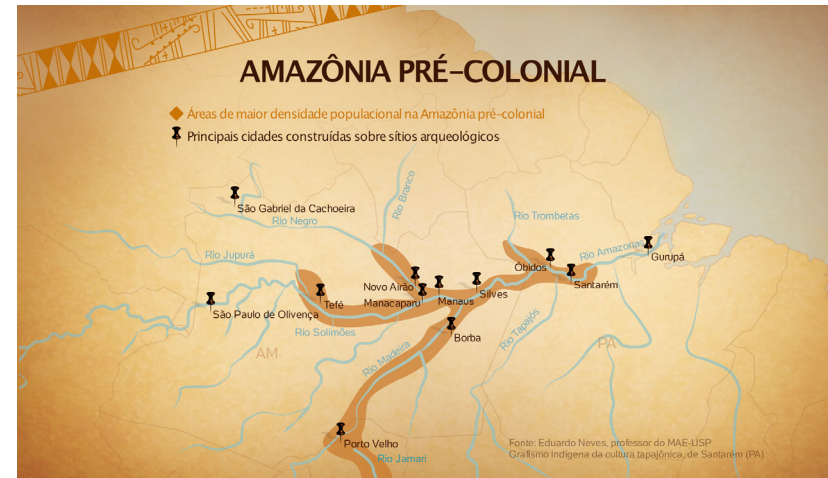 AMAZÔNIA PRÉ-COLONIAL
Áreas de maior densidade populacional na Amazônia pré-colonial
Principais cidades construídas sobre sítios arqueológicos
Rio Branco
São Gabriel da Cachoeira
Rio Negro
Rio Trombetas
Rio Jupurá
Rio Amazonas
Gurupá
Óbidos
Santarém
Novo Airão
Manacaparu
Manaus
Silves
Tefé
São Paulo de Olivença
Rio Solimões
Borba
Rio Tapajós
AM
Rio Madeira
PA
Porto Velho
Rio Jamari
Fonte: Eduardo Neves, professor do MAE-USP
Grafismo indígena da cultura tapajônica, de Santarém (PA)